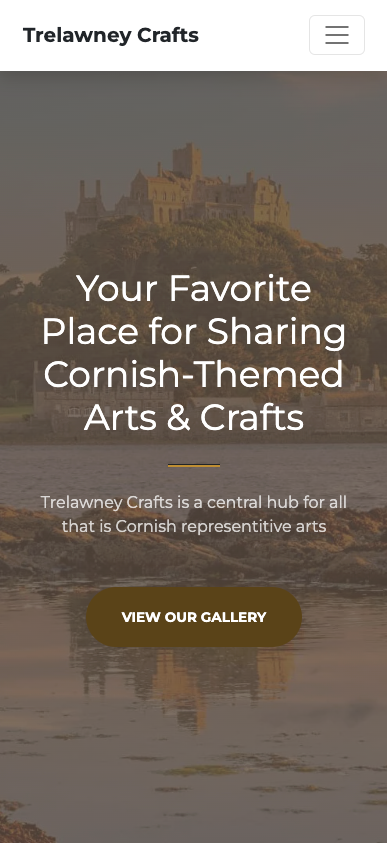 Trelawney Crafts
Your Favorite
Place for Sharing
Cornish-Themed
Arts & Crafts
Trelawney Crafts is a central hub for all
that is Cornish representitive arts
VIEW OUR GALLERY